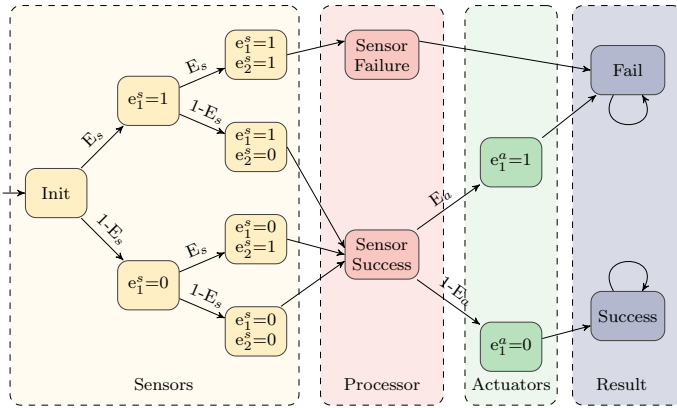 Init
E_s
1-E_s
e_1^s=1
e_1^s=0
E_s
1-E_s
E_s
1-E_s
e_1^s=1
e_2^s=1
e_1^s=1
e_2^s=0
e_1^s=0
e_2^s=1
e_1^s=0
e_2^s=0
Sensor
Failure
Sensor
Success
E_a
1-E_a
e_1^a=1
e_1^a=0
Fail
Success
Sensors
Processor
Actuators
Result